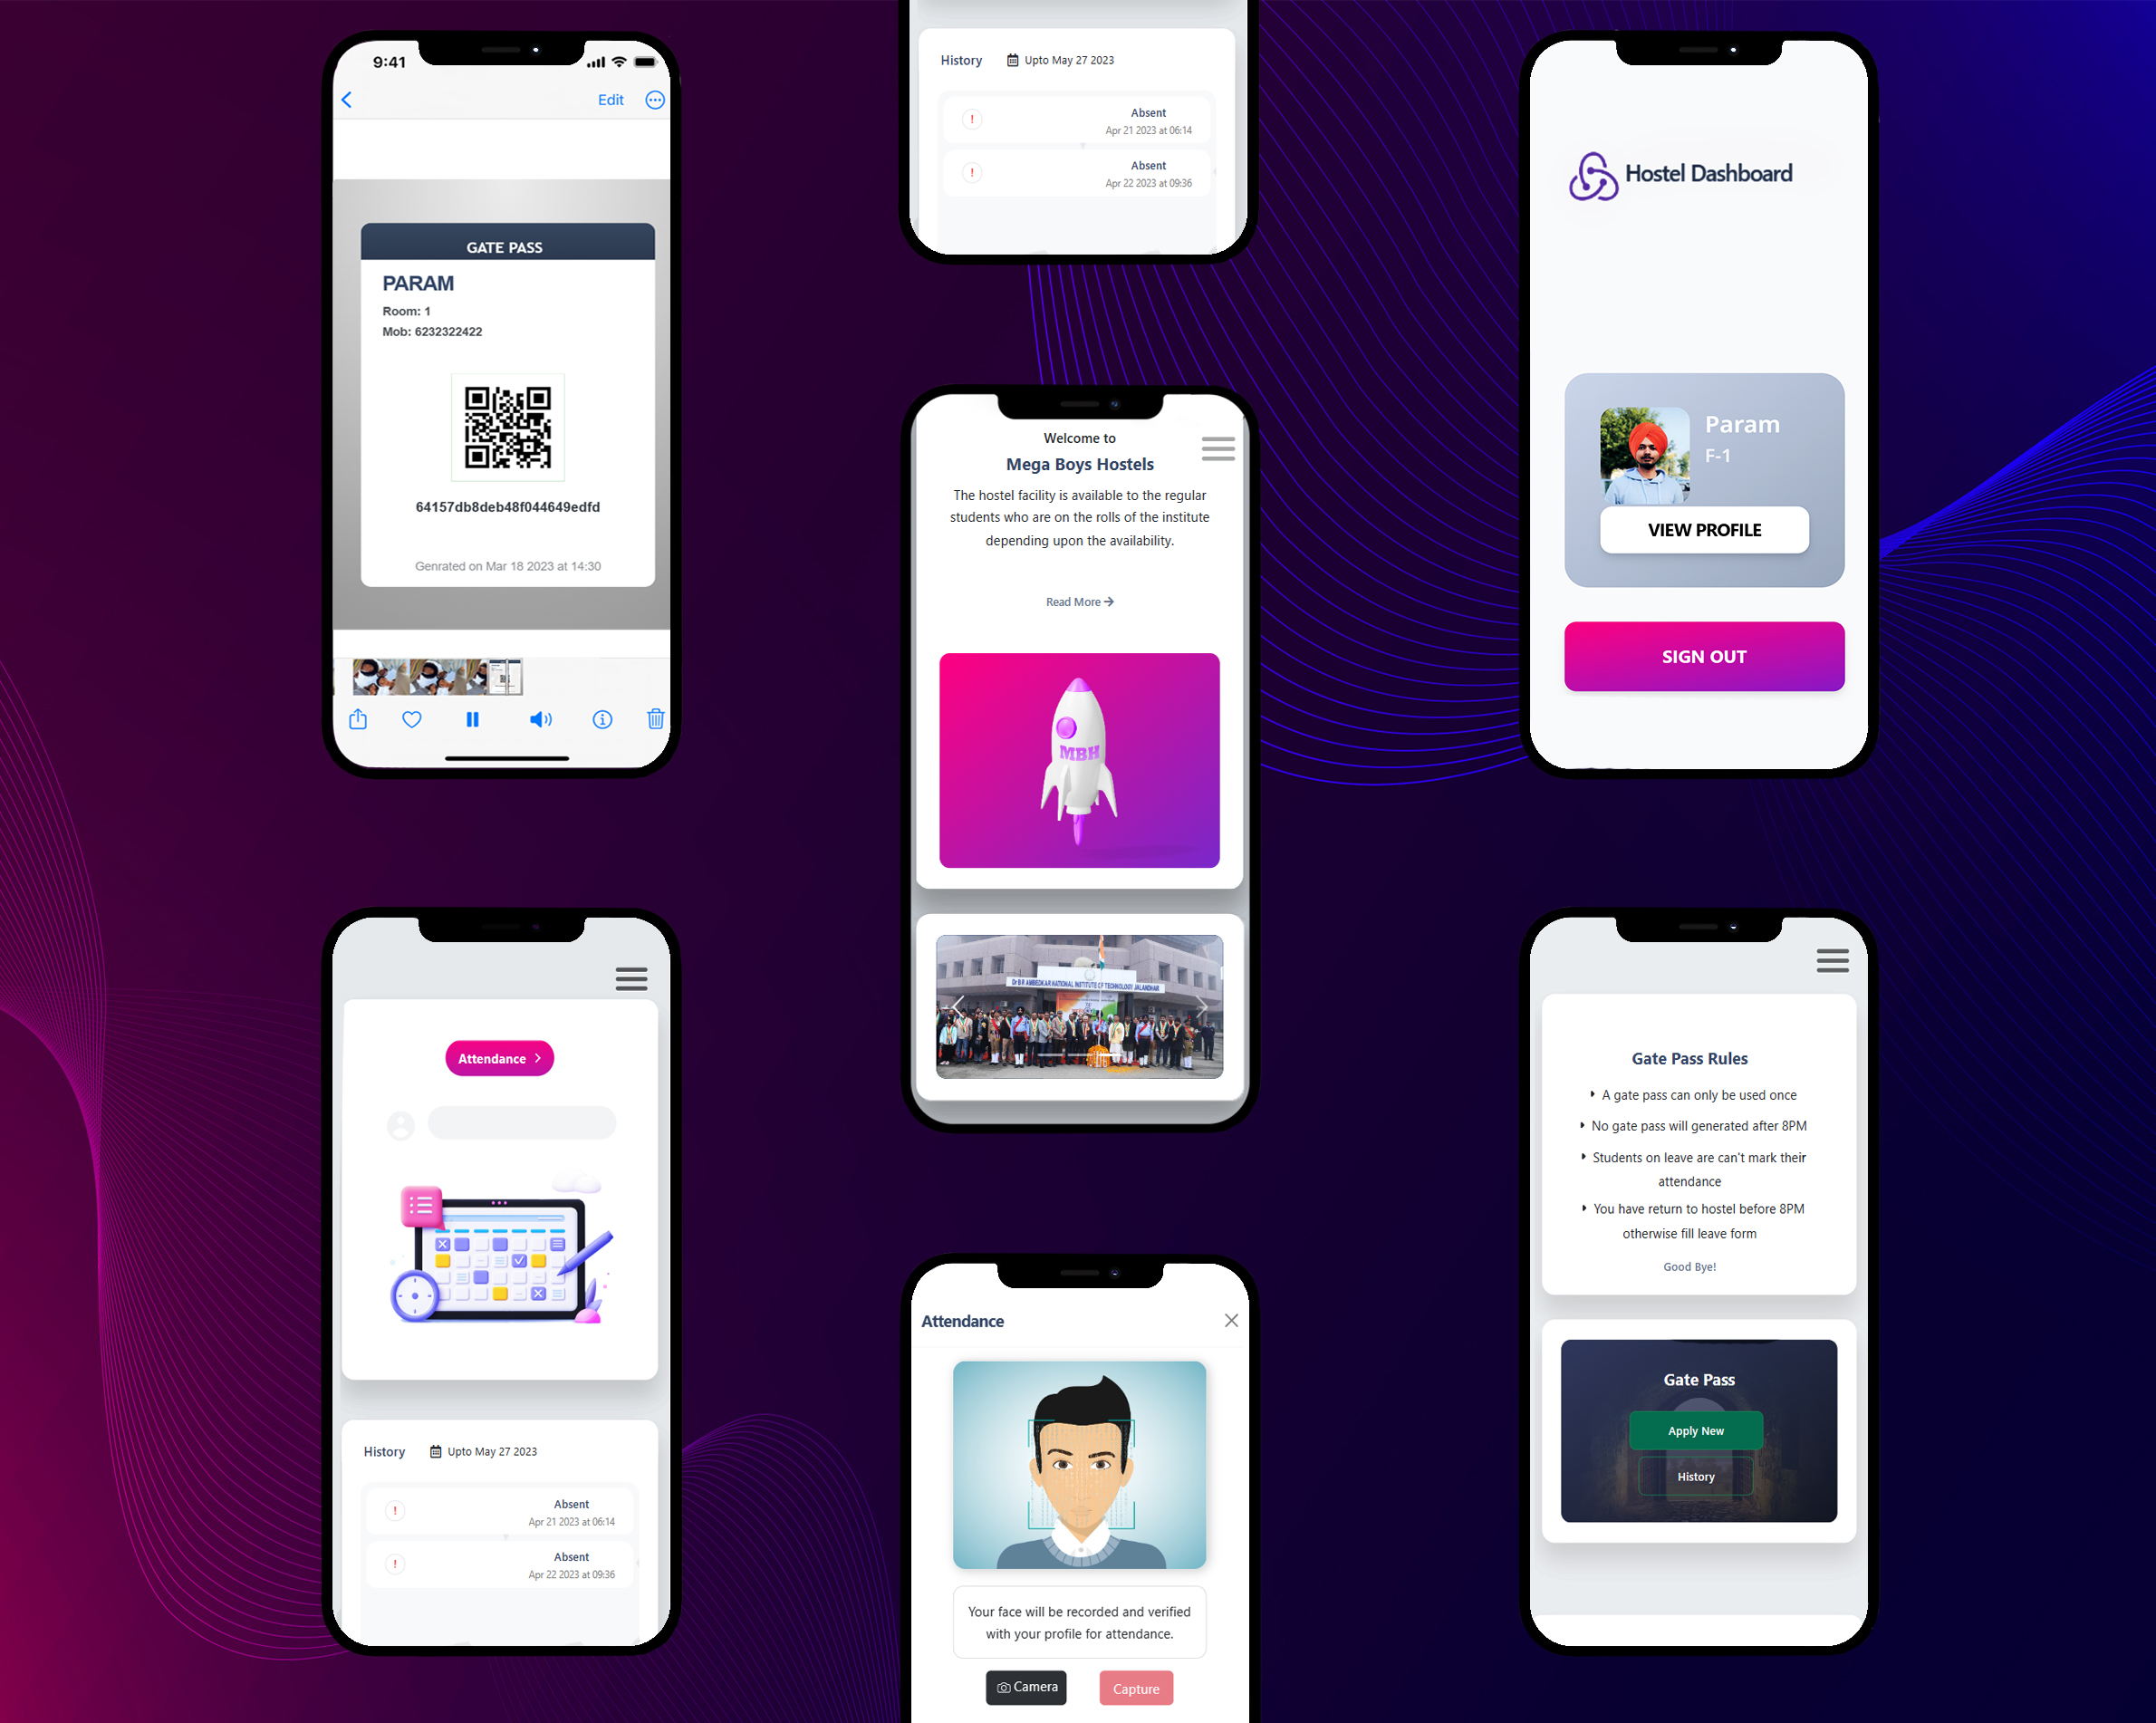 9:41
Edit
GATE PASS
PARAM
Room: 1
Mob: 6232322422
64157db8deb48f044649edfd
Genrated on Mar 18 2023 at 14:30
Attendance
History
Upto May 27 2023
Absent
Apr 21 2023 at 06:14
Absent
Apr 22 2023 at 09:36
History
Upto May 27 2023
Absent
Apr 21 2023 at 06:14
Absent
Apr 22 2023 at 09:36
Welcome to
Mega Boys Hostels
The hostel facility is available to the regular
students who are on the rolls of the institute
depending upon the availability.
Read More
MBH
Dr B R AMBEDKAR NATIONAL INSTITUTE OF TECHNOLOGY JALANDHAR
Attendance
Your face will be recorded and verified
with your profile for attendance.
Camera
Capture
Hostel Dashboard
Param
F-1
VIEW PROFILE
SIGN OUT
Gate Pass Rules
A gate pass can only be used once
No gate pass will generated after 8PM
Students on leave are can't mark their
attendance
You have return to hostel before 8PM
otherwise fill leave form
Good Bye!
Gate Pass
Apply New
History